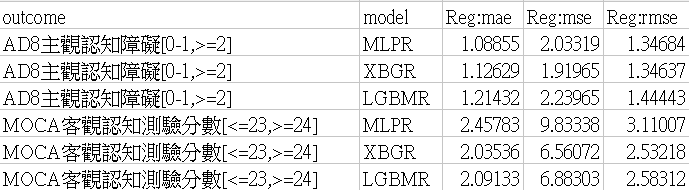 outcome model Reg:mae Reg:mse Reg:rmse
AD8主觀認知障礙[0-1,>=2] MLPR 1.08855 2.03319 1.34684
AD8主觀認知障礙[0-1,>=2] XBGR 1.12629 1.91965 1.34637
AD8主觀認知障礙[0-1,>=2] LGBMR 1.21432 2.23965 1.44443
MOCA客觀認知測驗分數[<=23,>=24] MLPR 2.45783 9.83338 3.11007
MOCA客觀認知測驗分數[<=23,>=24] XBGR 2.03536 6.56072 2.53218
MOCA客觀認知測驗分數[<=23,>=24] LGBMR 2.09133 6.88303 2.58312